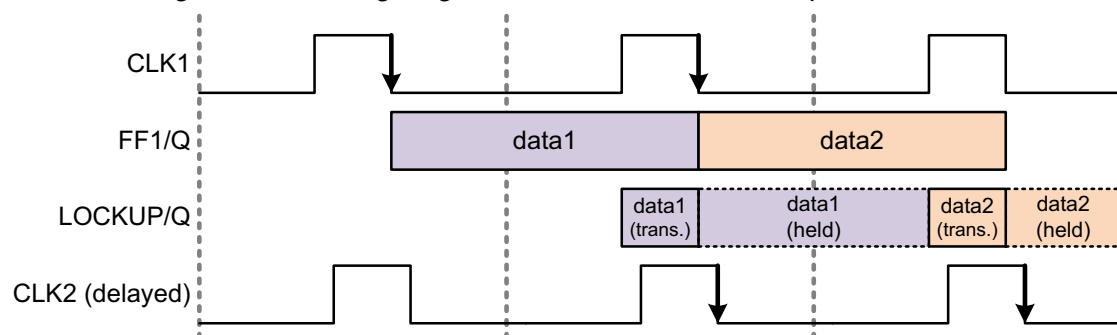 CLK1
FF1/Q
data1
data2
LOCKUP/Q
data1
(trans.)
data1
(held)
data2
(trans.)
data2
(held)
CLK2 (delayed)